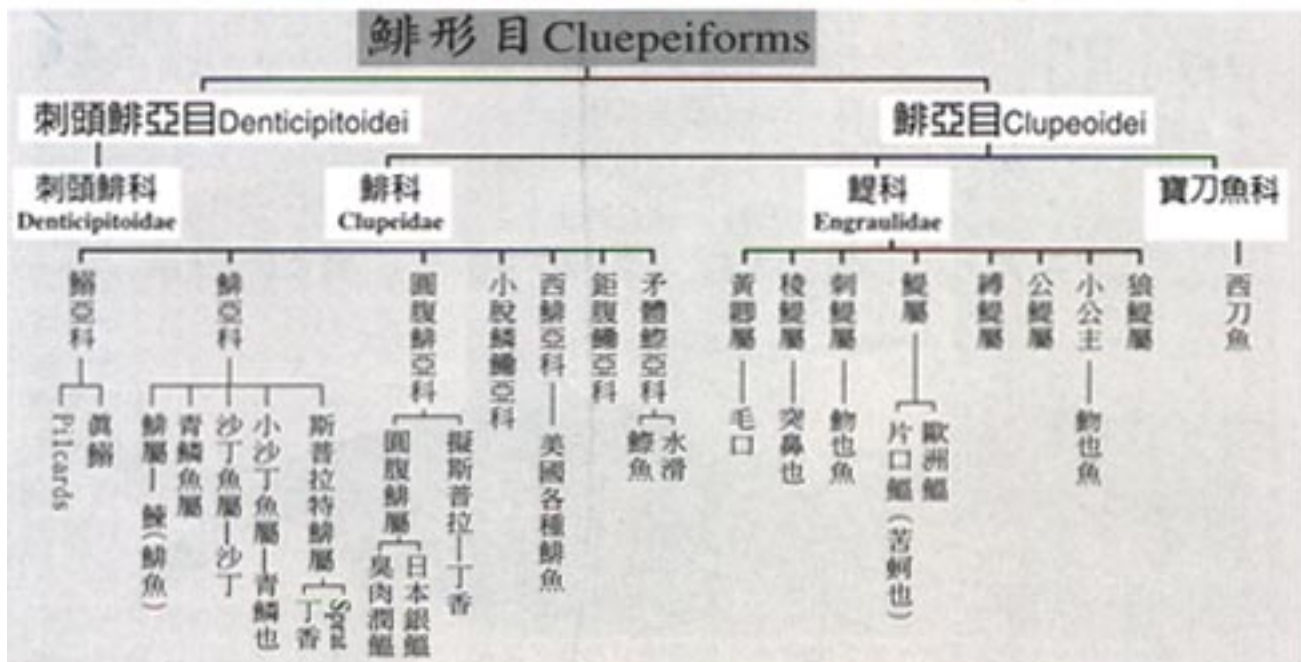 鯡形目 Cluepeiforms
刺頭鯡亞目 Denticipitoidei
鯡亞目 Clupeoidei
刺頭鯡科
Denticipitoidae
鯡科
Clupeidae
鯷科
Engraulidae
寶刀魚科
鰯亞科
鯡亞科
圓腹鯡亞科
小脫鱗鰳亞科
西鯡亞科
鉅腹鰳亞科
矛體鰶亞科
黃鯽屬
稜鯷屬
刺鯷屬
鯷屬
縛鯷屬
公鯷屬
小公主
狼鯷屬
西刀魚
Pilcards
真鰯
鯡屬
鰊(鯡魚)
青鱗魚屬
沙丁魚屬
沙丁
小沙丁魚屬
青鱗也
斯普拉特鯡屬
丁香
Sprat
圓腹鯡屬
臭肉潤鰮
日本銀鰮
擬斯普拉
丁香
美國各種鯡魚
鰶魚
水滑
毛口
突鼻也
魩也魚
片口鰮(苦蚵也)
歐洲鰮
魩也魚